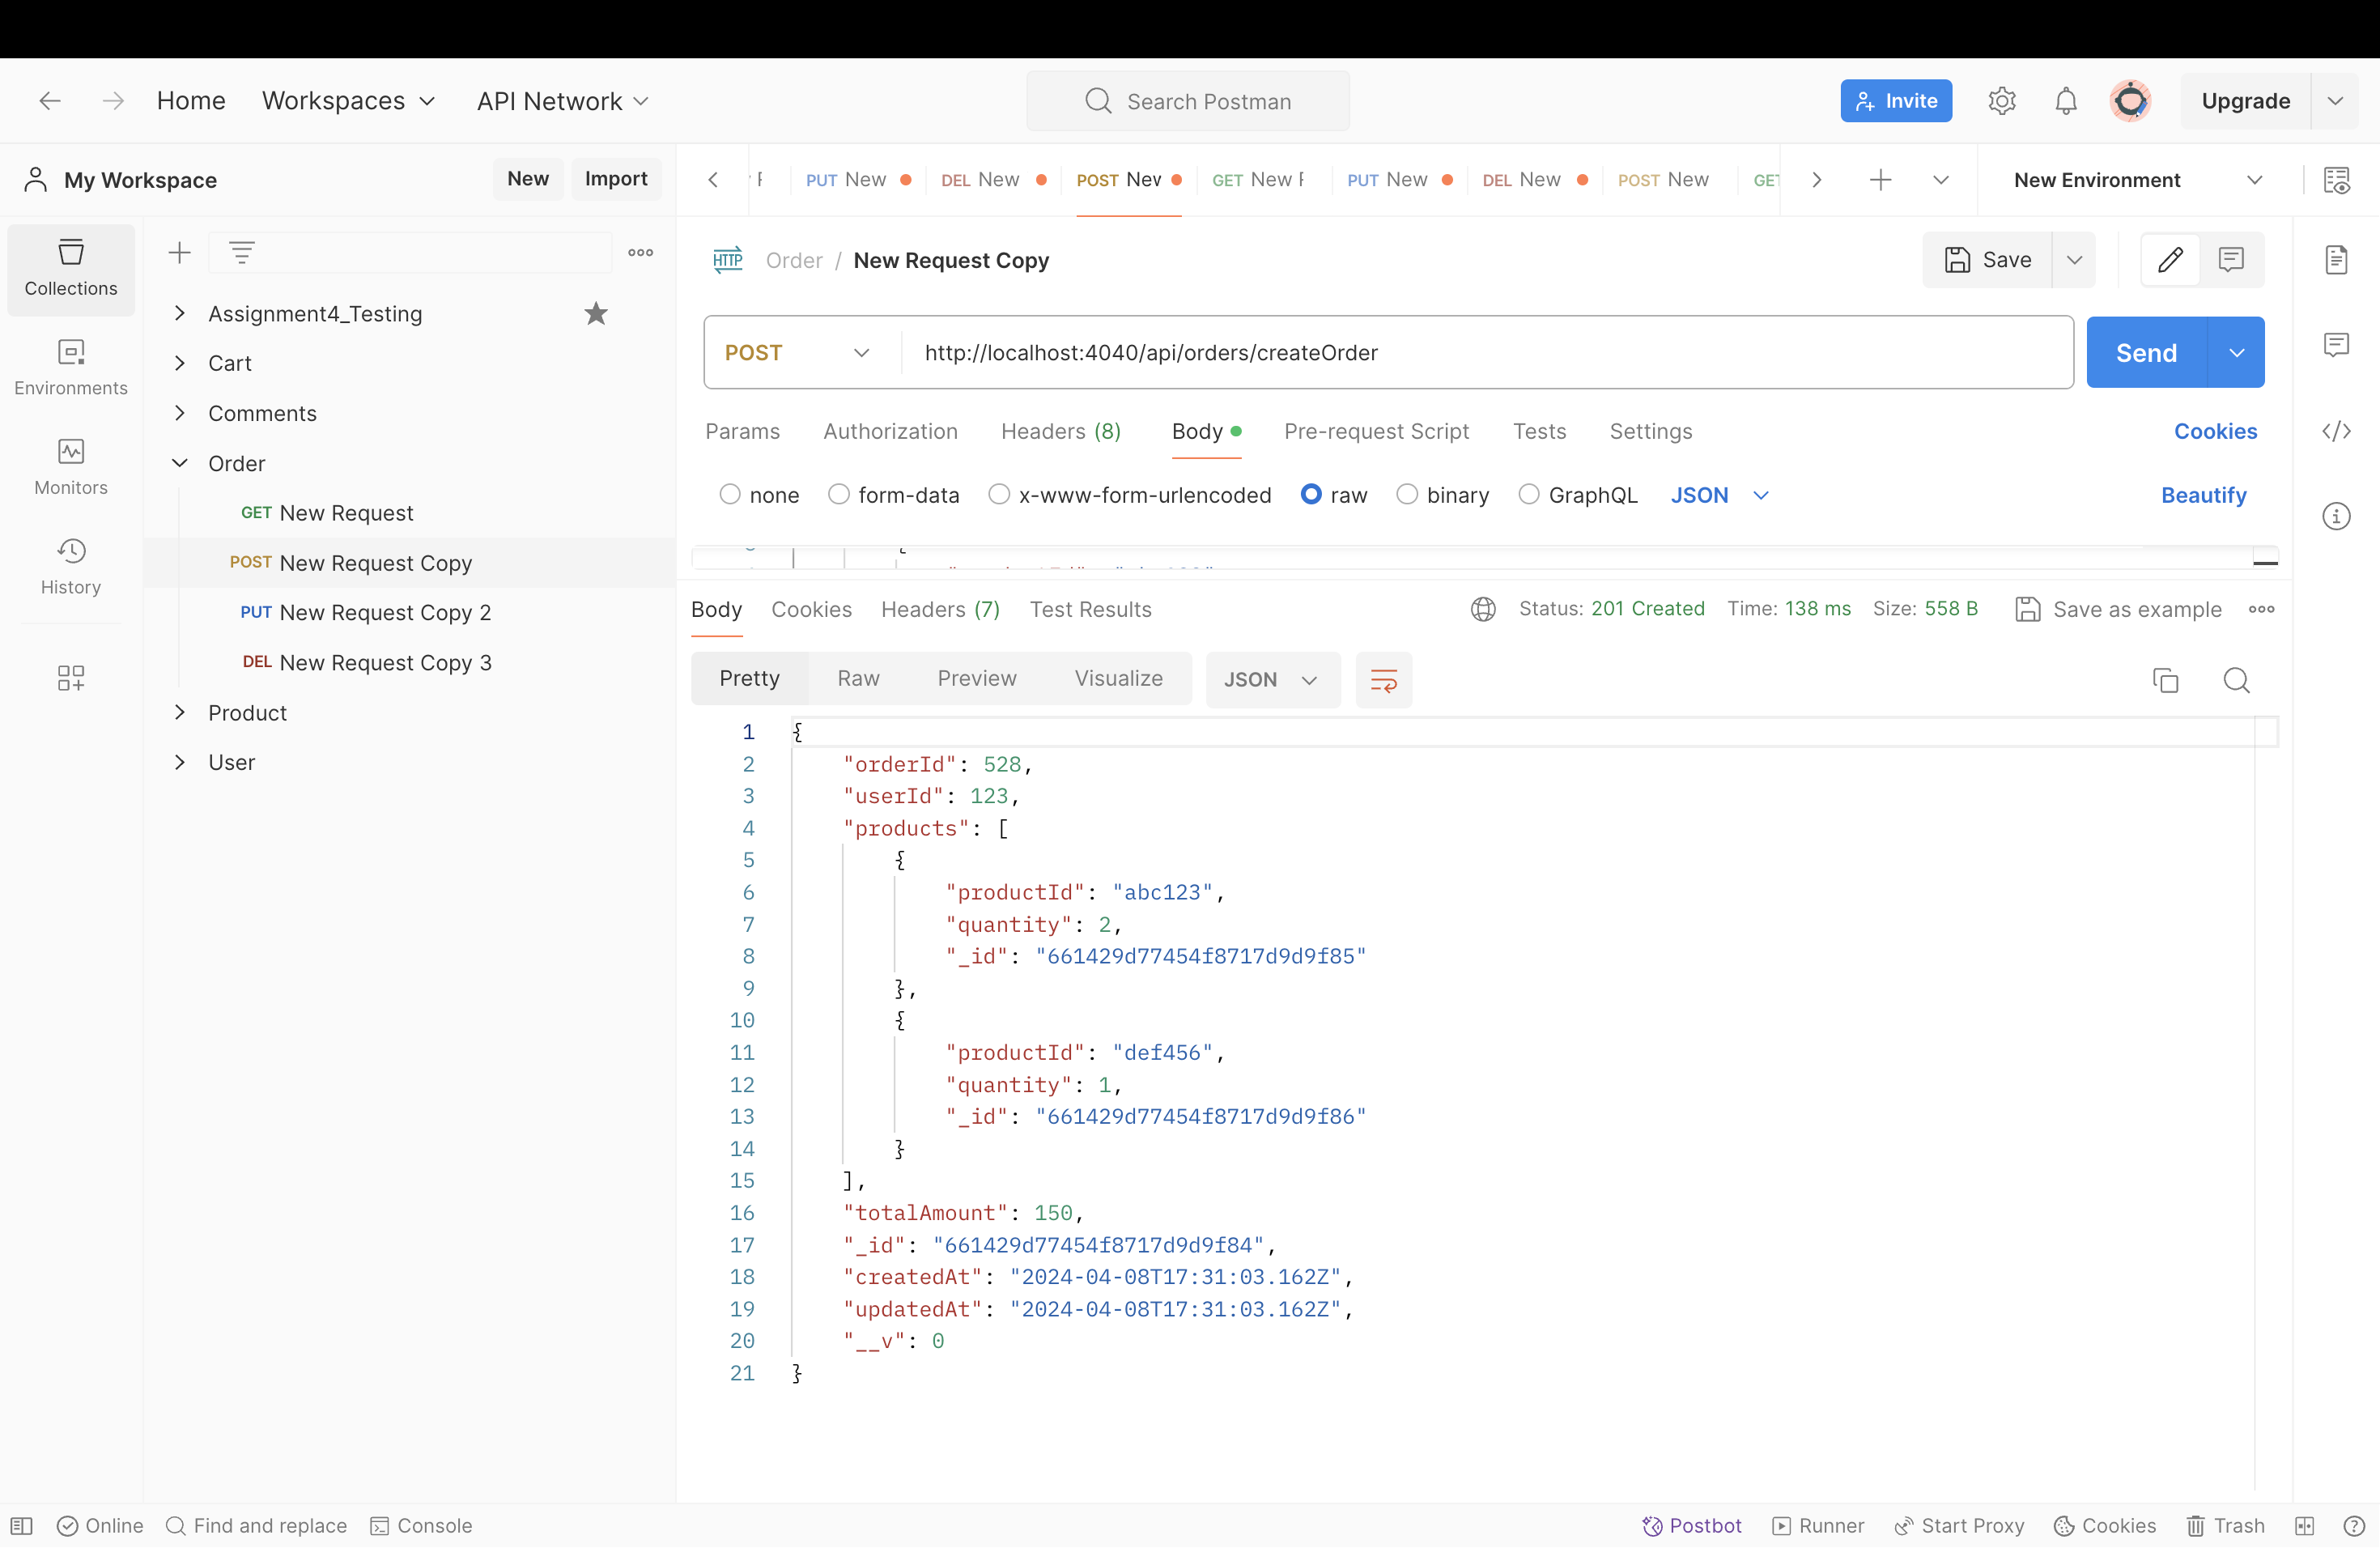 Home Workspaces API Network Search Postman Invite Upgrade
My Workspace New Import PUT New DEL New POST New GET New PUT New DEL New POST New GET New Environment
Collections
Environments
Monitors
History
Assignment4_Testing
Cart
Comments
Order
GET New Request
POST New Request Copy
PUT New Request Copy 2
DEL New Request Copy 3
Product
User
HTTP Order / New Request Copy Save
POST http://localhost:4040/api/orders/createOrder Send
Params Authorization Headers (8) Body Pre-request Script Tests Settings Cookies
none form-data x-www-form-urlencoded raw binary GraphQL JSON Beautify
Body Cookies Headers (7) Test Results Status: 201 Created Time: 138 ms Size: 558 B Save as example
Pretty Raw Preview Visualize JSON
1 {
2 "orderId": 528,
3 "userId": 123,
4 "products": [
5 {
6 "productId": "abc123",
7 "quantity": 2,
8 "_id": "661429d77454f8717d9d9f85"
9 },
10 {
11 "productId": "def456",
12 "quantity": 1,
13 "_id": "661429d77454f8717d9d9f86"
14 }
15 ],
16 "totalAmount": 150,
17 "_id": "661429d77454f8717d9d9f84",
18 "createdAt": "2024-04-08T17:31:03.162Z",
19 "updatedAt": "2024-04-08T17:31:03.162Z",
20 "__v": 0
21 }
Online Find and replace Console Postbot Runner Start Proxy Cookies Trash